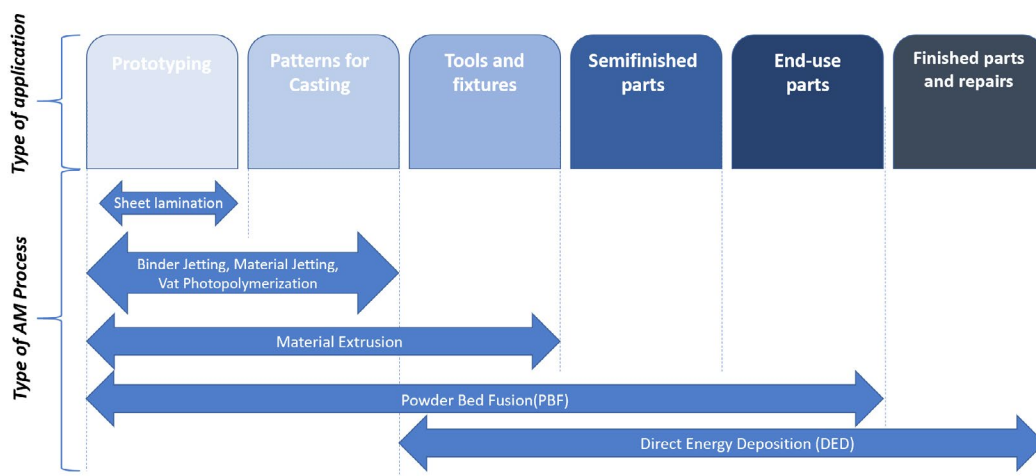 Type of application
Prototyping
Patterns for
Casting
Tools and
fixtures
Semifinished
parts
End-use
parts
Finished parts
and repairs
Type of AM Process
Sheet lamination
Binder Jetting, Material Jetting,
Vat Photopolymerization
Material Extrusion
Powder Bed Fusion(PBF)
Direct Energy Deposition (DED)